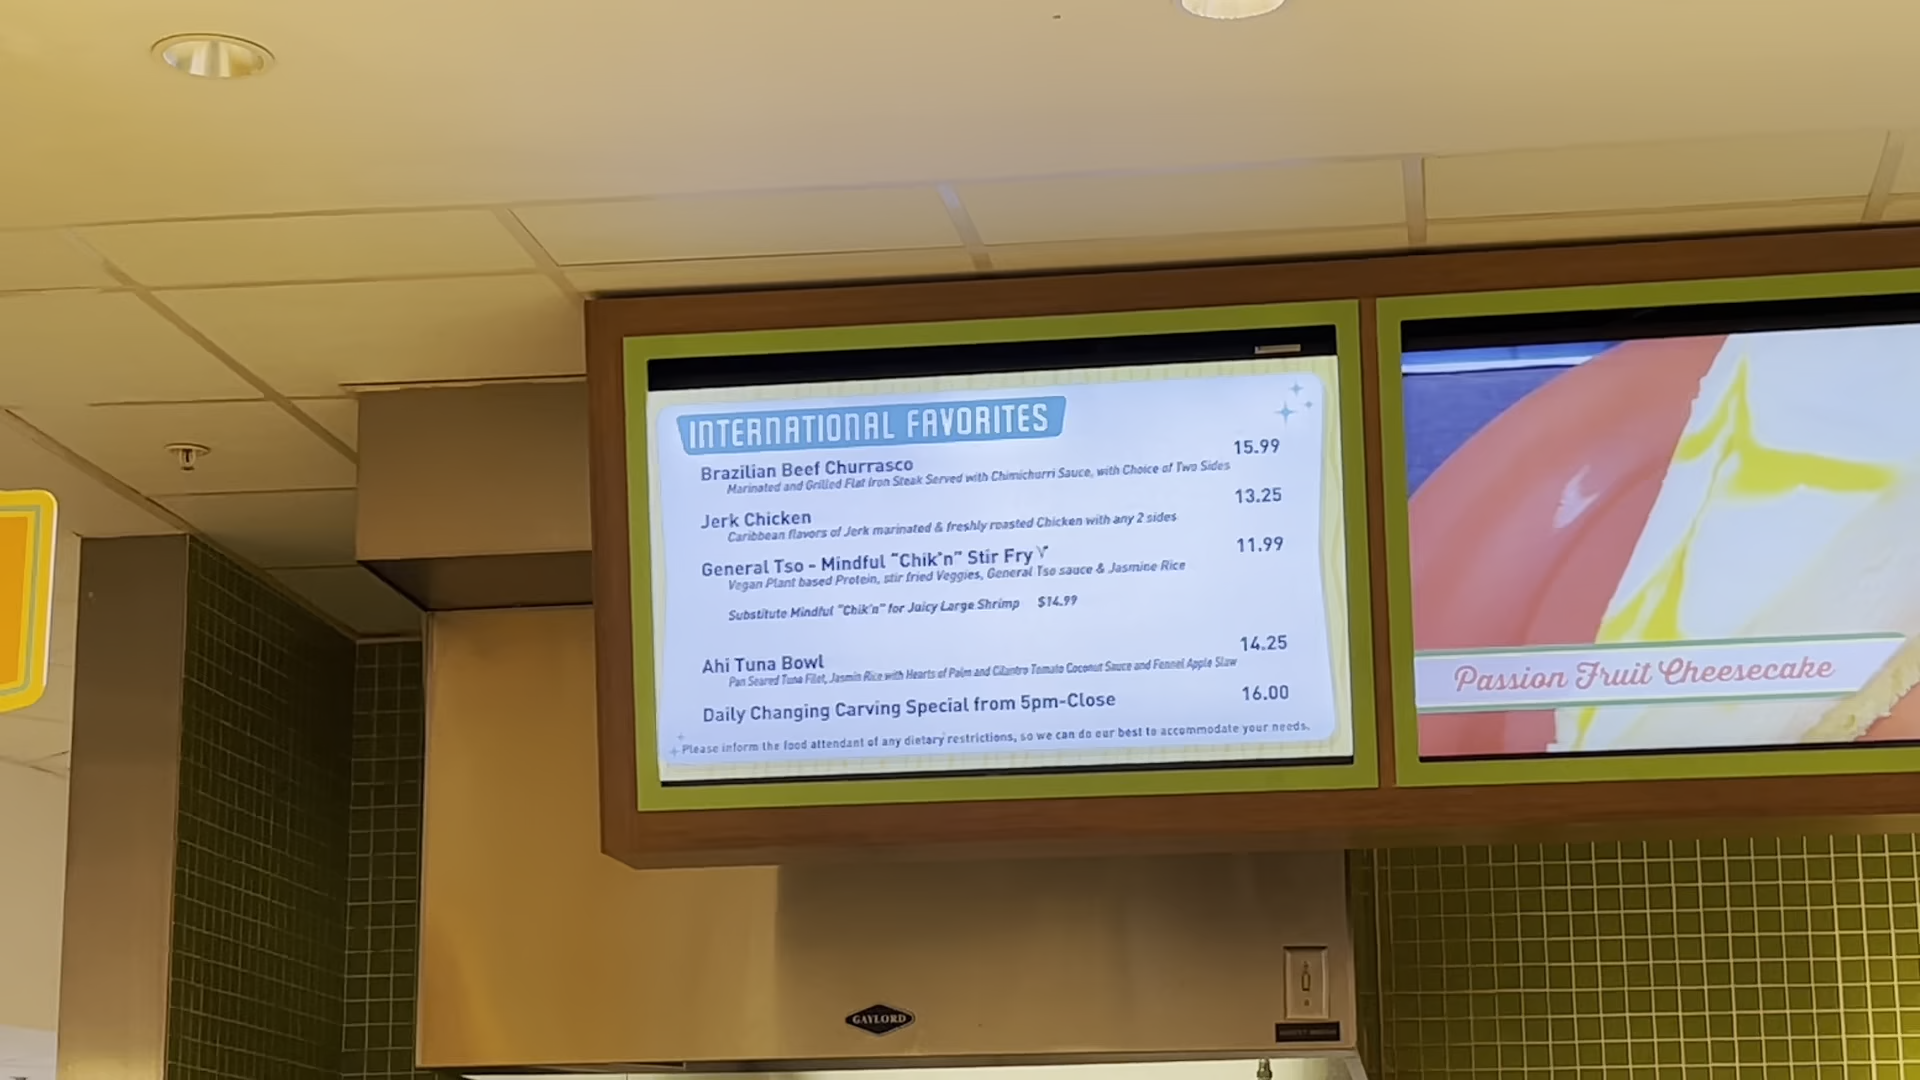 INTERNATIONAL FAVORITES
Brazilian Beef Churrasco 15.99
Marinated and Grilled Flat Iron Steak Served with Chimichurri Sauce, with Choice of Two Sides
Jerk Chicken 13.25
Caribbean flavors of Jerk marinated & freshly roasted Chicken with any 2 sides
General Tso - Mindful "Chik'n" Stir Fry 11.99
Vegan Plant based Protein, stir fried Veggies, General Tso sauce & Jasmine Rice
Substitute Mindful "Chik'n" for Juicy Large Shrimp $14.99
Ahi Tuna Bowl 14.25
Pan Seared Tuna Filet, Jasmin Rice with Hearts of Palm and Cilantro Tomato Coconut Sauce and Fennel Apple Slaw
Daily Changing Carving Special from 5pm-Close 16.00
Please inform the food attendant of any dietary restrictions, so we can do our best to accommodate your needs.
Passion Fruit Cheesecake
GAYLORD